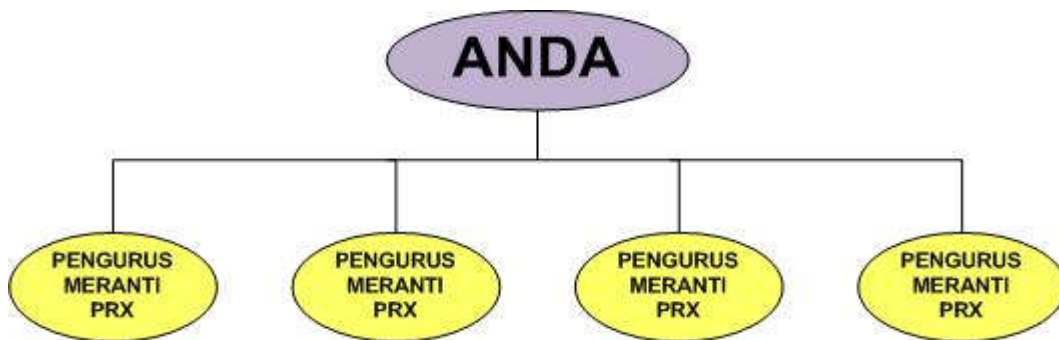 ANDA
PENGURUS
MERANTI
PRX
PENGURUS
MERANTI
PRX
PENGURUS
MERANTI
PRX
PENGURUS
MERANTI
PRX